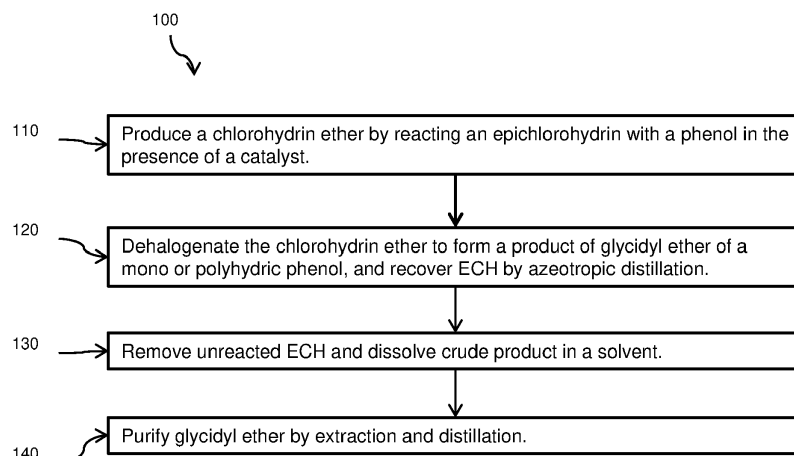 100
110
Produce a chlorohydrin ether by reacting an epichlorohydrin with a phenol in the
presence of a catalyst.
120
Dehalogenate the chlorohydrin ether to form a product of glycidyl ether of a
mono or polyhydric phenol, and recover ECH by azeotropic distillation.
130
Remove unreacted ECH and dissolve crude product in a solvent.
140
Purify glycidyl ether by extraction and distillation.